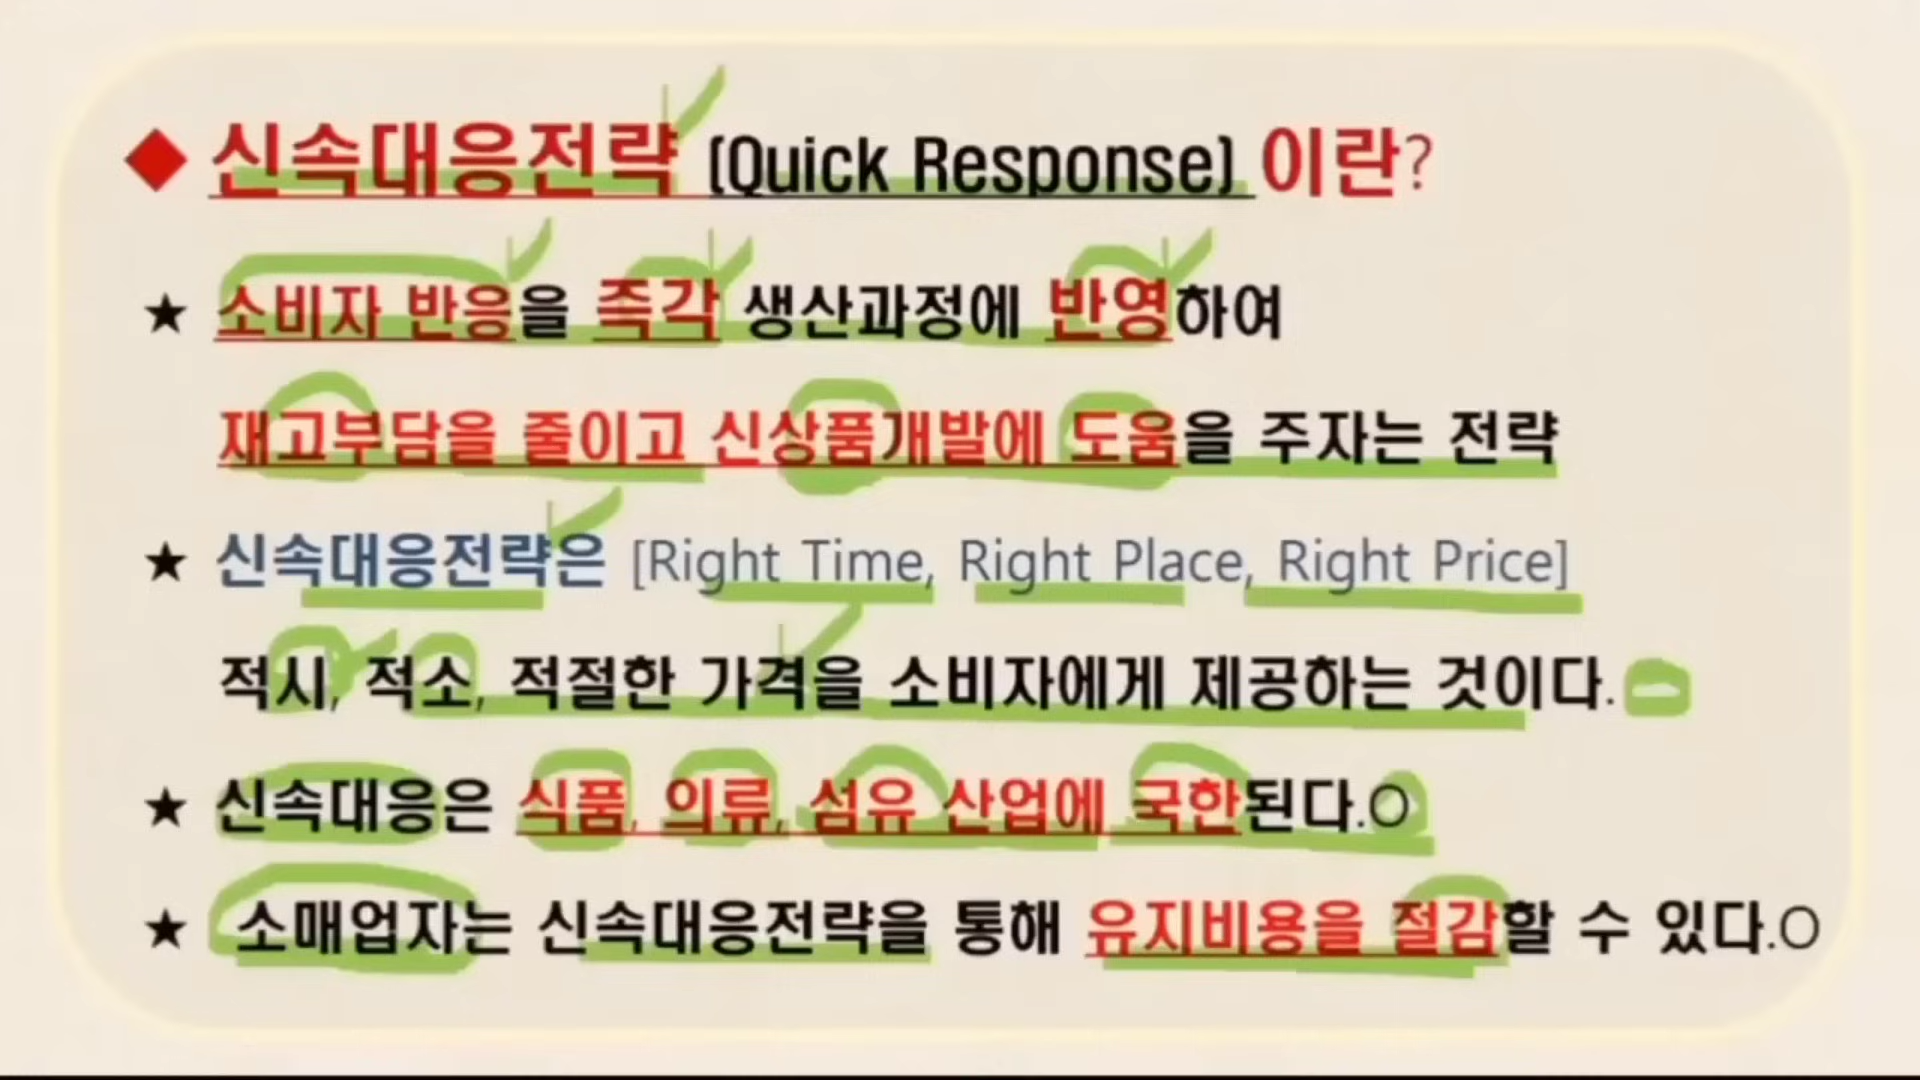 ◆ 신속대응전략 (Quick Response) 이란?
★ 소비자 반응을 즉각 생산과정에 반영하여
재고부담을 줄이고 신상품개발에 도움을 주자는 전략
★ 신속대응전략은 [Right Time, Right Place, Right Price]
적시, 적소, 적절한 가격을 소비자에게 제공하는 것이다.
★ 신속대응은 식품, 의류, 섬유 산업에 국한된다.O
★ 소매업자는 신속대응전략을 통해 유지비용을 절감할 수 있다.O